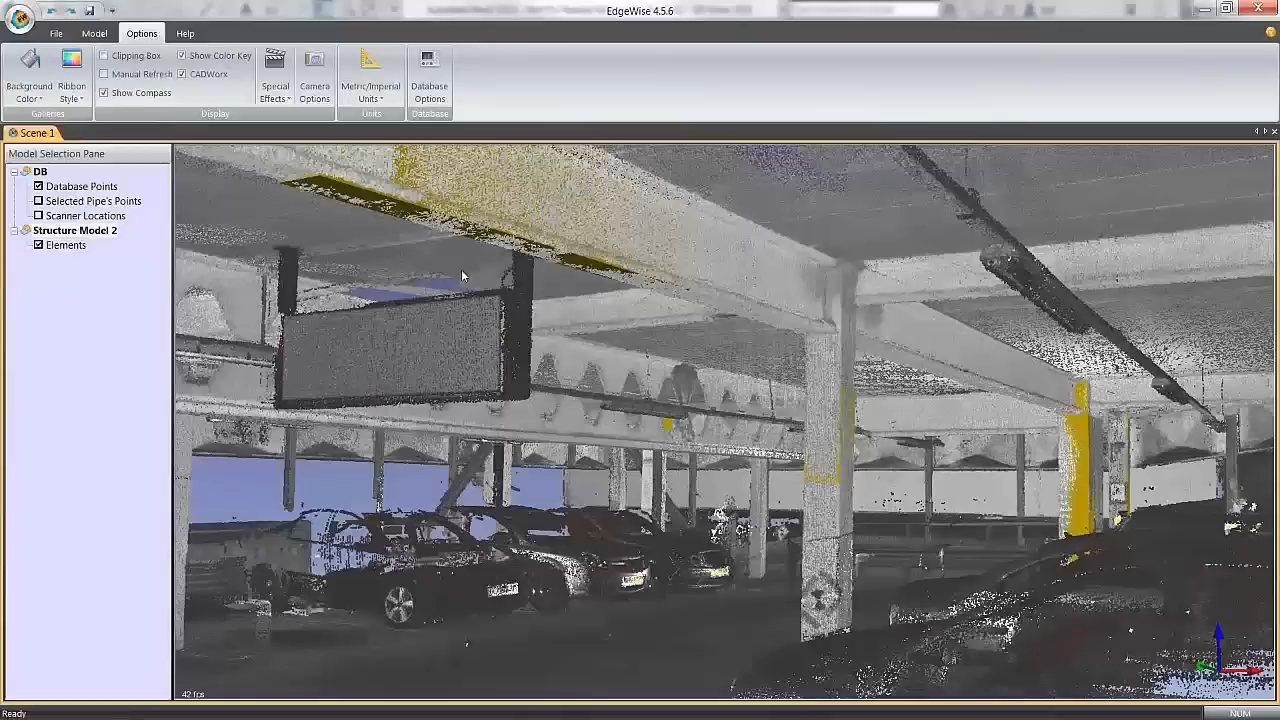 EdgeWise 4.5.6
File Model Options Help
Background Color
Ribbon Style
Galleries
Clipping Box
Manual Refresh
Show Compass
Show Color Key
CADWorx
Special Effects
Camera Options
Display
Metric/Imperial Units
Units
Database Options
Database
Scene 1
Model Selection Pane
DB
Database Points
Selected Pipe's Points
Scanner Locations
Structure Model 2
Elements
42 fps
Ready
NUM